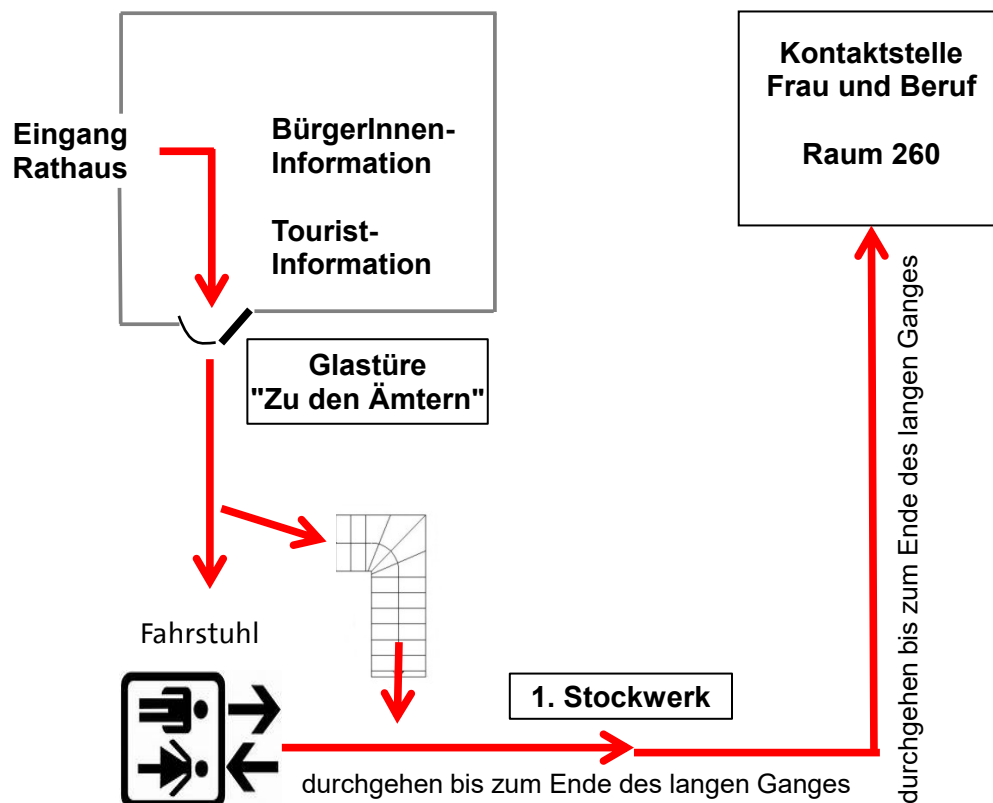 Eingang
Rathaus
BürgerInnen-
Information
Tourist-
Information
Kontaktstelle
Frau und Beruf
Raum 260
Glastüre
"Zu den Ämtern"
Fahrstuhl
1. Stockwerk
durchgehen bis zum Ende des langen Ganges
durchgehen bis zum Ende des langen Ganges